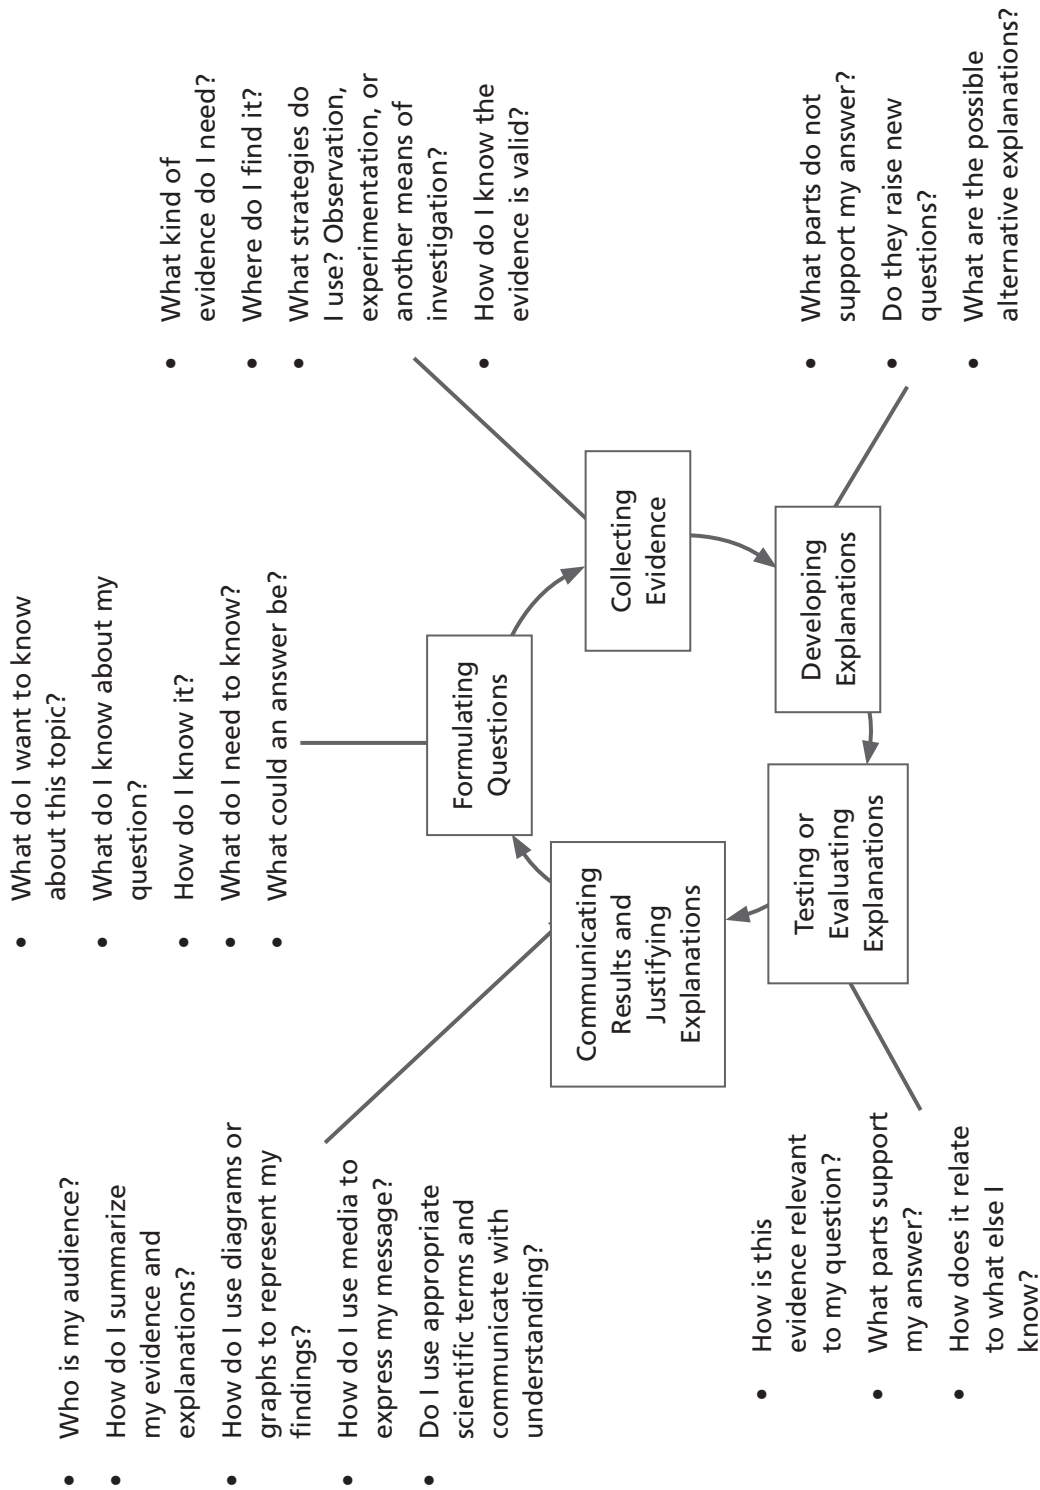 • What do I want to know
about this topic?
• What do I know about my
question?
• How do I know it?
• What do I need to know?
• What could an answer be?
Formulating
Questions
• What kind of
evidence do I need?
• Where do I find it?
• What strategies do
I use? Observation,
experimentation, or
another means of
investigation?
• How do I know the
evidence is valid?
Collecting
Evidence
• What parts do not
support my answer?
• Do they raise new
questions?
• What are the possible
alternative explanations?
Developing
Explanations
Testing or
Evaluating
Explanations
• How is this
evidence relevant
to my question?
• What parts support
my answer?
• How does it relate
to what else I
know?
Communicating
Results and
Justifying
Explanations
• Who is my audience?
• How do I summarize
my evidence and
explanations?
• How do I use diagrams or
graphs to represent my
findings?
• How do I use media to
express my message?
• Do I use appropriate
scientific terms and
communicate with
understanding?